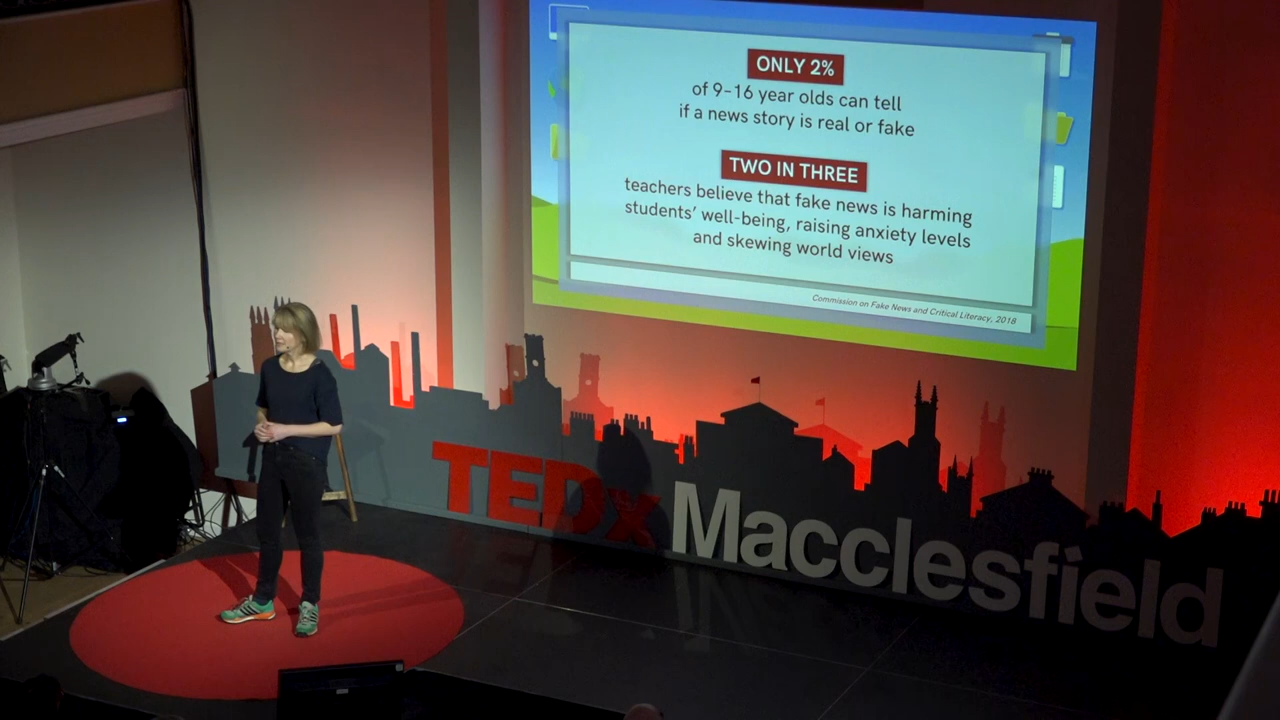 ONLY 2%
of 9–16 year olds can tell
if a news story is real or fake
TWO IN THREE
teachers believe that fake news is harming
students’ well-being, raising anxiety levels
and skewing world views
Commission on Fake News and Critical Literacy, 2018
TEDx Macclesfield